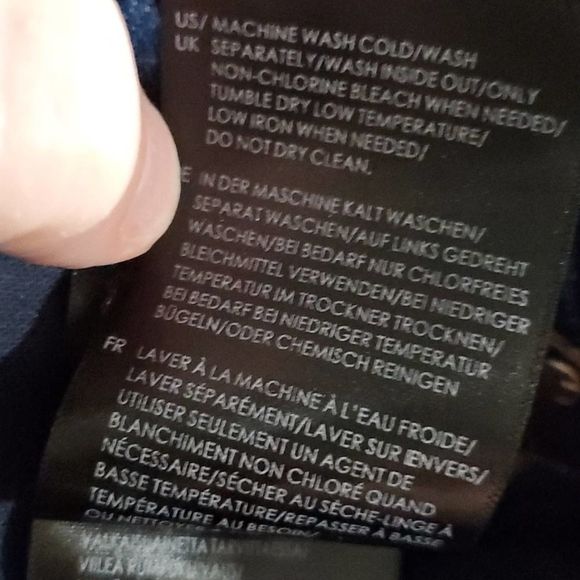 US/ MACHINE WASH COLD/WASH
UK SEPARATELY/WASH INSIDE OUT/ONLY
NON-CHLORINE BLEACH WHEN NEEDED/
TUMBLE DRY LOW TEMPERATURE/
LOW IRON WHEN NEEDED/
DO NOT DRY CLEAN.
E IN DER MASCHINE KALT WASCHEN/
SEPARAT WASCHEN/AUF LINKS GEDREHT
WASCHEN/BEI BEDARF NUR CHLORFREIES
BLEICHMITTEL VERWENDEN/BEI NIEDRIGER
TEMPERATUR IM TROCKNER TROCKNEN/
BEI BEDARF BEI NIEDRIGER TEMPERATUR
BÜGELN/ODER CHEMISCH REINIGEN
FR LAVER À LA MACHINE À L'EAU FROIDE/
LAVER SÉPARÉMENT/LAVER SUR ENVERS/
UTILISER SEULEMENT UN AGENT DE
BLANCHIMENT NON CHLORÉ QUAND
NÉCESSAIRE/SÉCHER AU SÈCHE-LINGE À
BASSE TEMPÉRATURE/REPASSER À BASSE
TEMPÉRATURE AU BESOIN/
OU NETTOYER